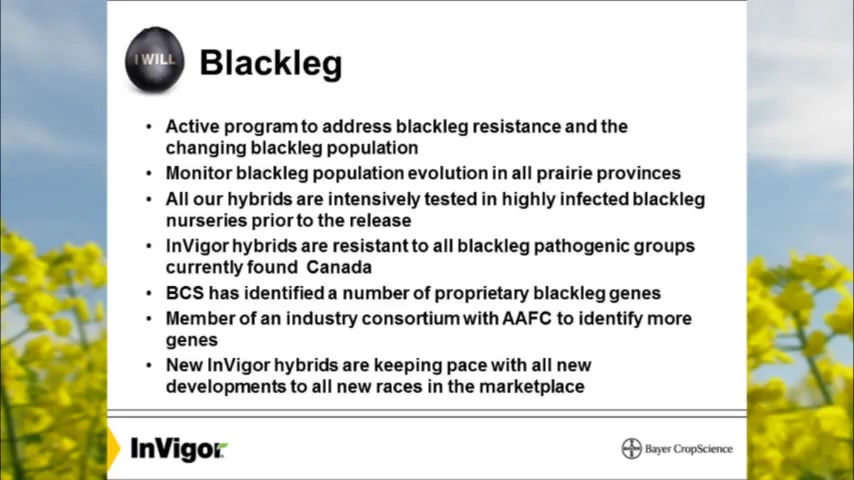 I WILL
Blackleg
• Active program to address blackleg resistance and the
changing blackleg population
• Monitor blackleg population evolution in all prairie provinces
• All our hybrids are intensively tested in highly infected blackleg
nurseries prior to the release
• InVigor hybrids are resistant to all blackleg pathogenic groups
currently found Canada
• BCS has identified a number of proprietary blackleg genes
• Member of an industry consortium with AAFC to identify more
genes
• New InVigor hybrids are keeping pace with all new
developments to all new races in the marketplace
InVigor
Bayer CropScience